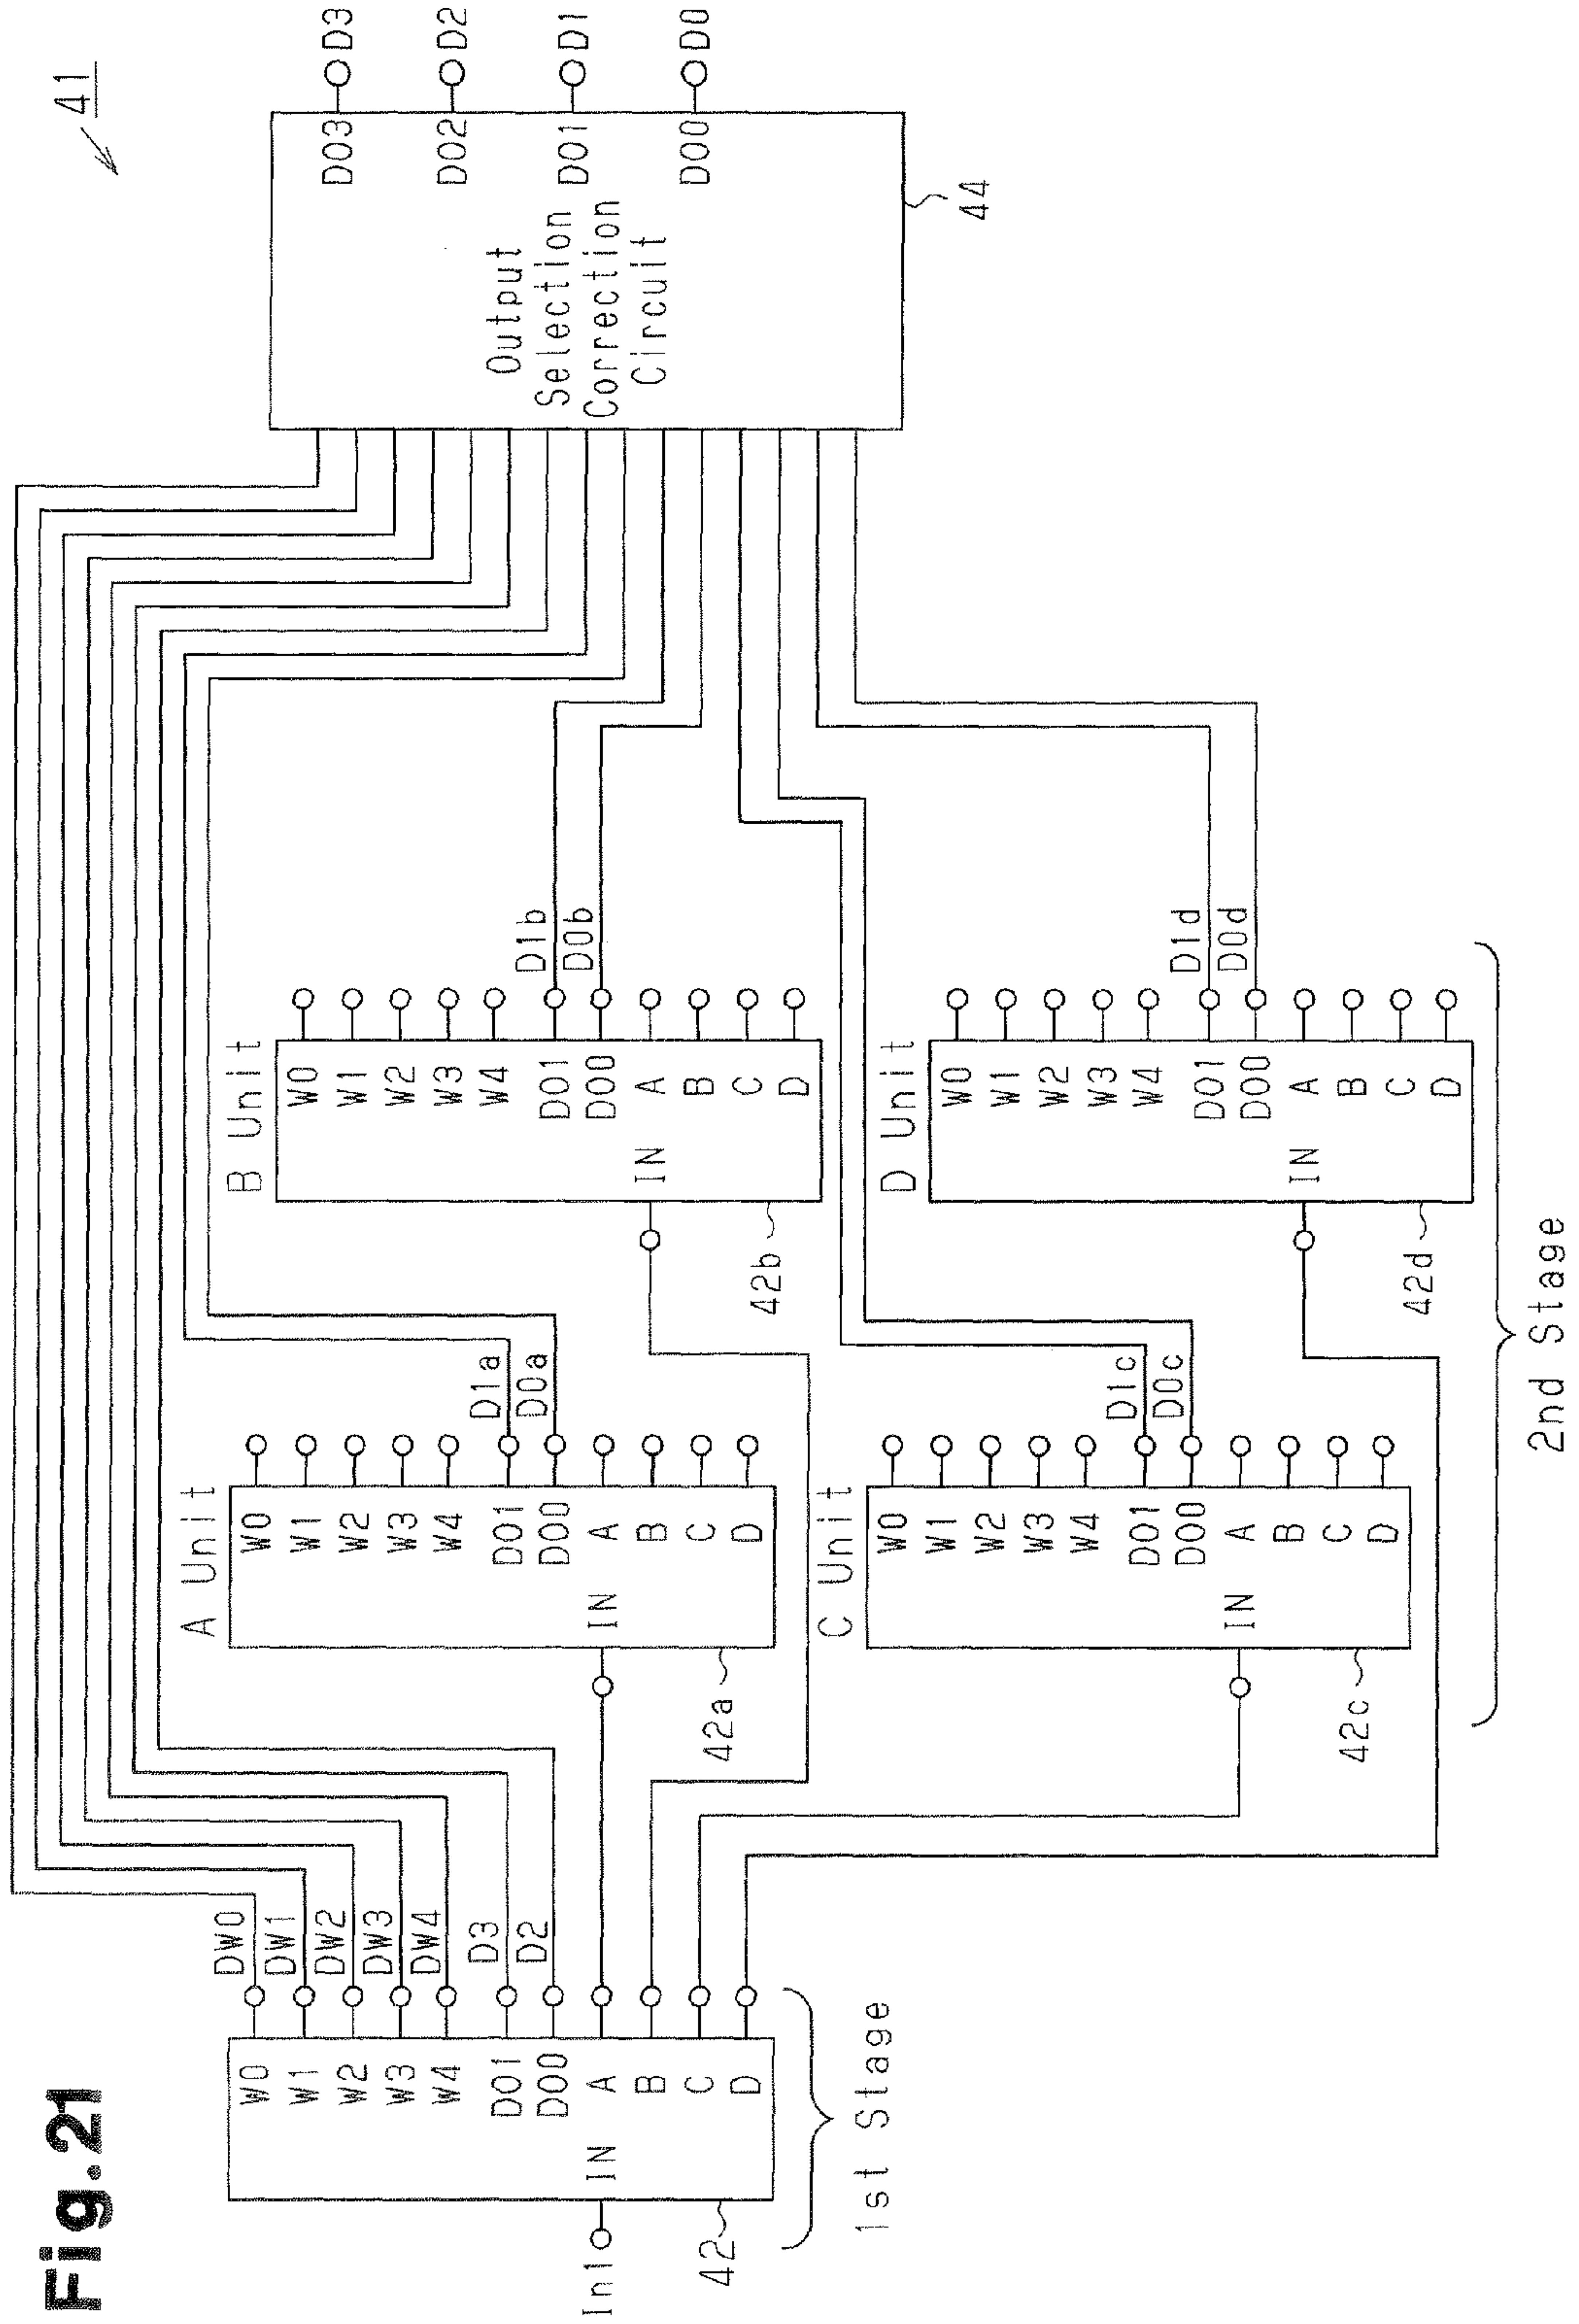 Fig.21
41
In1
42
IN
W0
W1
W2
W3
W4
DO1
DO0
A
B
C
D
DW0
DW1
DW2
DW3
DW4
D3
D2
1st Stage
A Unit
42a
IN
W0
W1
W2
W3
W4
DO1
DO0
A
B
C
D
D1a
D0a
B Unit
42b
IN
W0
W1
W2
W3
W4
DO1
DO0
A
B
C
D
D1b
D0b
C Unit
42c
IN
W0
W1
W2
W3
W4
DO1
DO0
A
B
C
D
D1c
D0c
D Unit
42d
IN
W0
W1
W2
W3
W4
DO1
DO0
A
B
C
D
D1d
D0d
2nd Stage
Output
Selection
Correction
Circuit
44
DO3
DO2
DO1
DO0
D3
D2
D1
D0